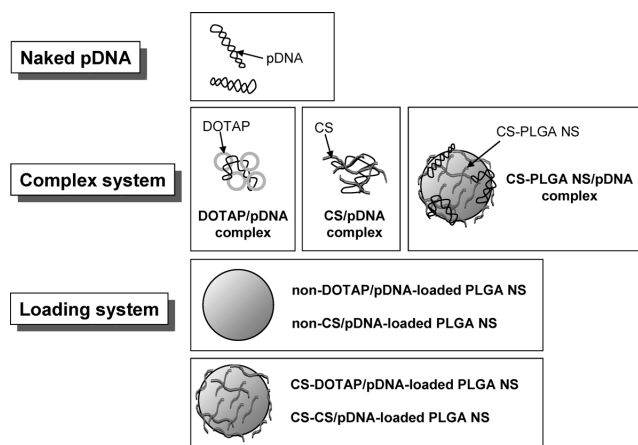 Naked pDNA
pDNA
Complex system
DOTAP
DOTAP/pDNA
complex
CS
CS/pDNA
complex
CS-PLGA NS
CS-PLGA NS/pDNA
complex
Loading system
non-DOTAP/pDNA-loaded PLGA NS
non-CS/pDNA-loaded PLGA NS
CS-DOTAP/pDNA-loaded PLGA NS
CS-CS/pDNA-loaded PLGA NS